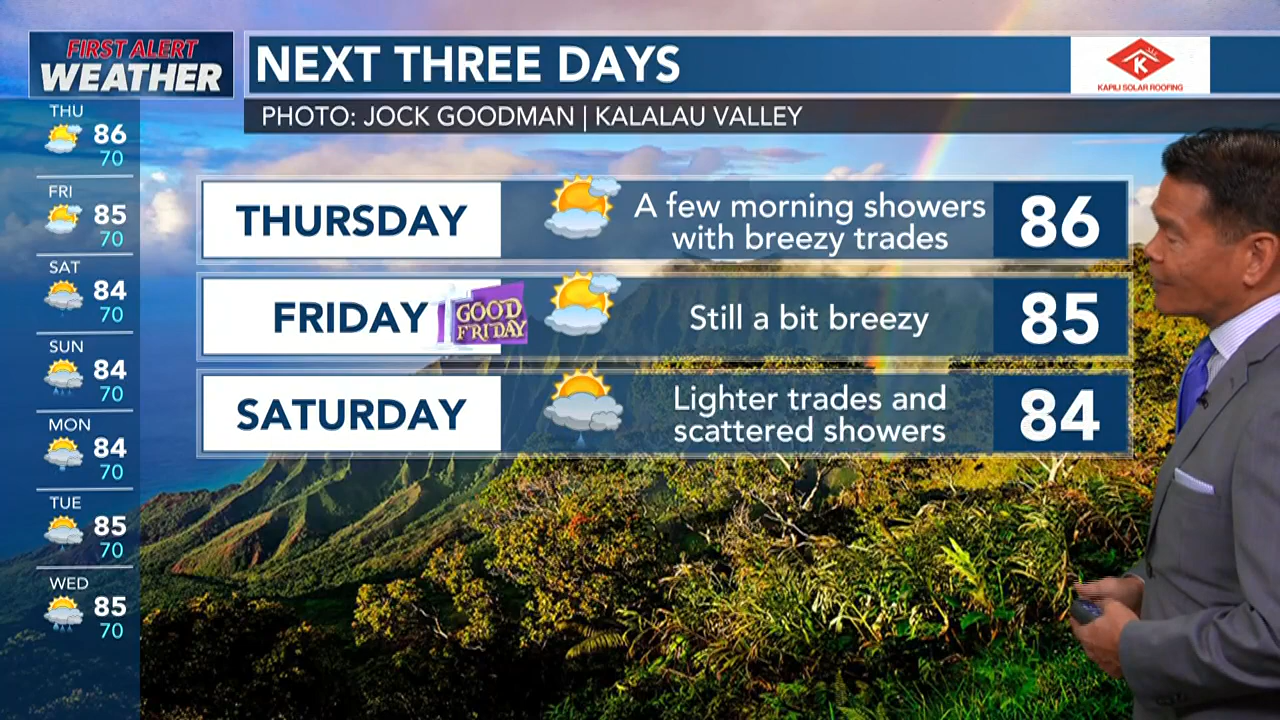 FIRST ALERT
WEATHER
NEXT THREE DAYS
K
KAPILI SOLAR ROOFING
PHOTO: JOCK GOODMAN | KALALAU VALLEY
THU
86
70
FRI
85
70
SAT
84
70
SUN
84
70
MON
84
70
TUE
85
70
WED
85
70
THURSDAY
A few morning showers
with breezy trades
86
FRIDAY
GOOD
FRIDAY
Still a bit breezy
85
SATURDAY
Lighter trades and
scattered showers
84